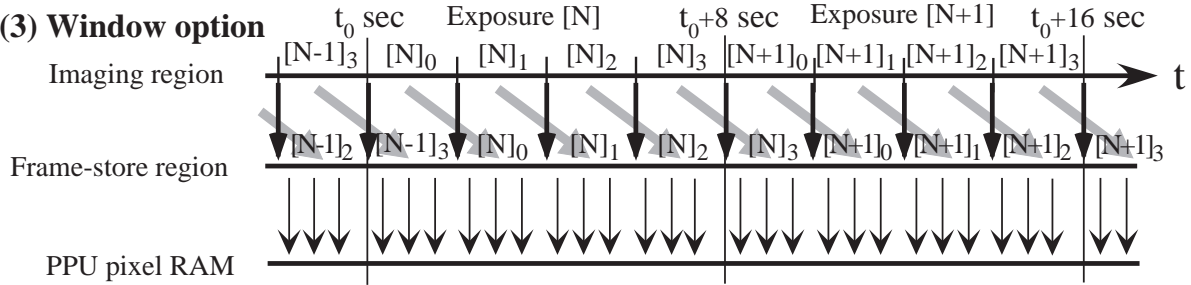 (3) Window option
t₀ sec Exposure [N] t₀+8 sec Exposure [N+1] t₀+16 sec
Imaging region [N-1]₃ [N]₀ [N]₁ [N]₂ [N]₃ [N+1]₀ [N+1]₁ [N+1]₂ [N+1]₃ t
Frame-store region [N-1]₂ [N-1]₃ [N]₀ [N]₁ [N]₂ [N]₃ [N+1]₀ [N+1]₁ [N+1]₂ [N+1]₃
PPU pixel RAM